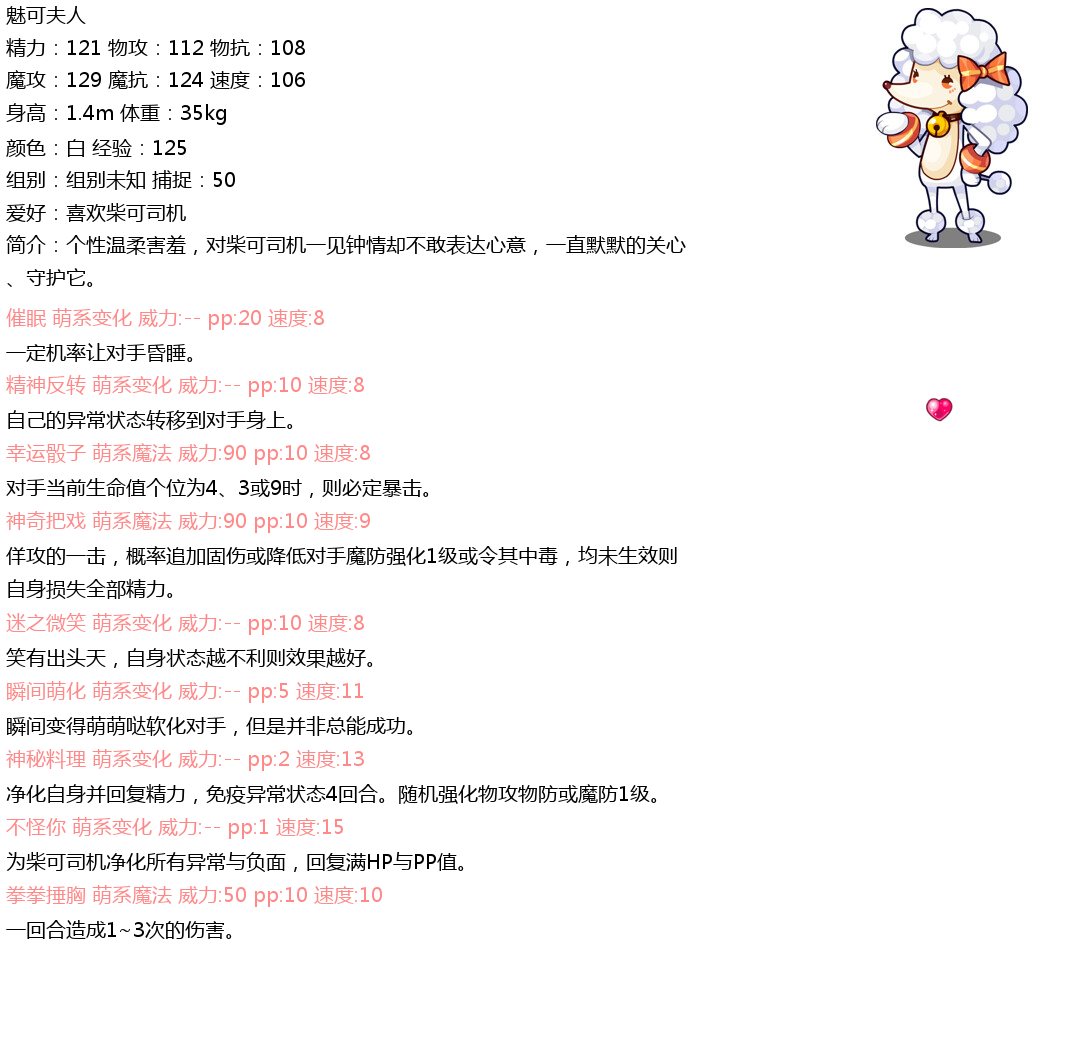 魅可夫人
精力：121 物攻：112 物抗：108
魔攻：129 魔抗：124 速度：106
身高：1.4m 体重：35kg
颜色：白 经验：125
组别：组别未知 捕捉：50
爱好：喜欢柴可司机
简介：个性温柔害羞，对柴可司机一见钟情却不敢表达心意，一直默默的关心
、守护它。
催眠 萌系变化 威力:-- pp:20 速度:8
一定机率让对手昏睡。
精神反转 萌系变化 威力:-- pp:10 速度:8
自己的异常状态转移到对手身上。
幸运骰子 萌系魔法 威力:90 pp:10 速度:8
对手当前生命值个位为4、3或9时，则必定暴击。
神奇把戏 萌系魔法 威力:90 pp:10 速度:9
佯攻的一击，概率追加固伤或降低对手魔防强化1级或令其中毒，均未生效则
自身损失全部精力。
迷之微笑 萌系变化 威力:-- pp:10 速度:8
笑有出头天，自身状态越不利则效果越好。
瞬间萌化 萌系变化 威力:-- pp:5 速度:11
瞬间变得萌萌哒软化对手，但是并非总能成功。
神秘料理 萌系变化 威力:-- pp:2 速度:13
净化自身并回复精力，免疫异常状态4回合。随机强化物攻物防或魔防1级。
不怪你 萌系变化 威力:-- pp:1 速度:15
为柴可司机净化所有异常与负面，回复满HP与PP值。
拳拳捶胸 萌系魔法 威力:50 pp:10 速度:10
一回合造成1~3次的伤害。